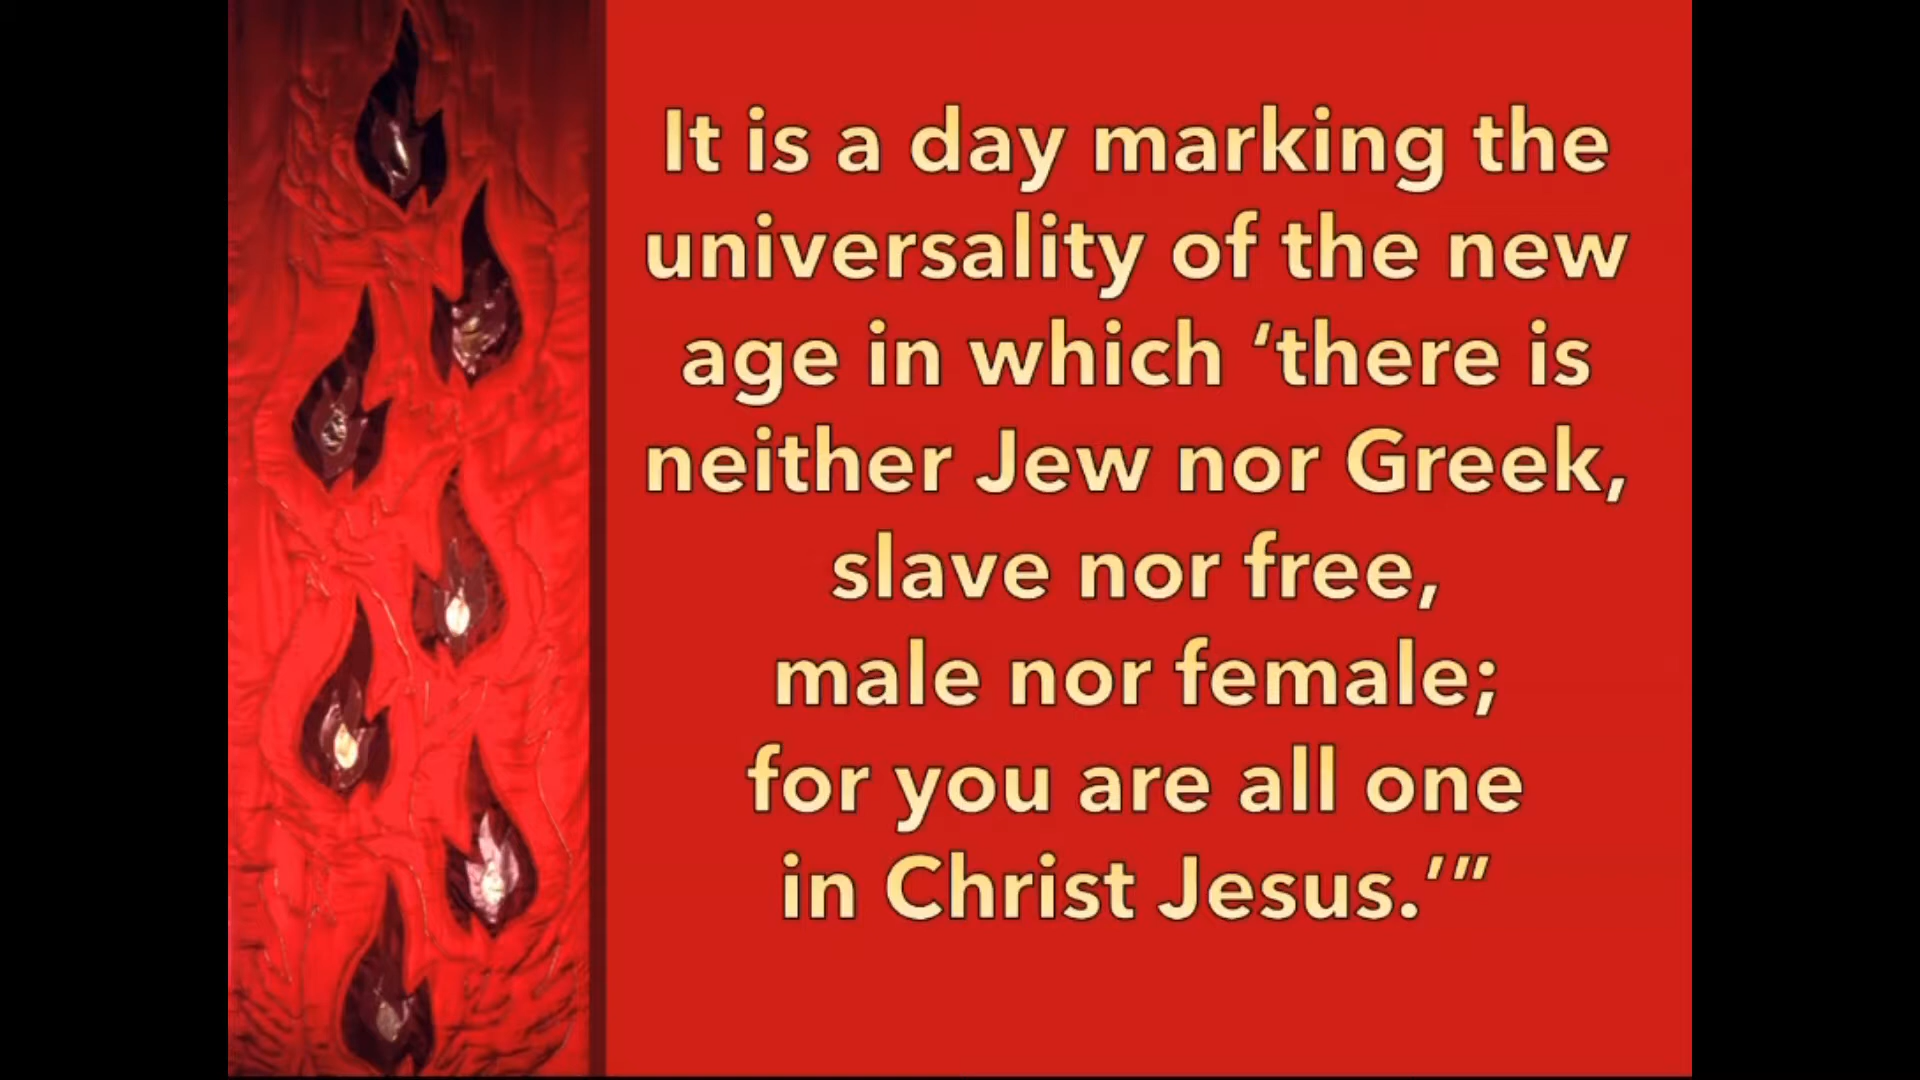 It is a day marking the
universality of the new
age in which ‘there is
neither Jew nor Greek,
slave nor free,
male nor female;
for you are all one
in Christ Jesus.’”